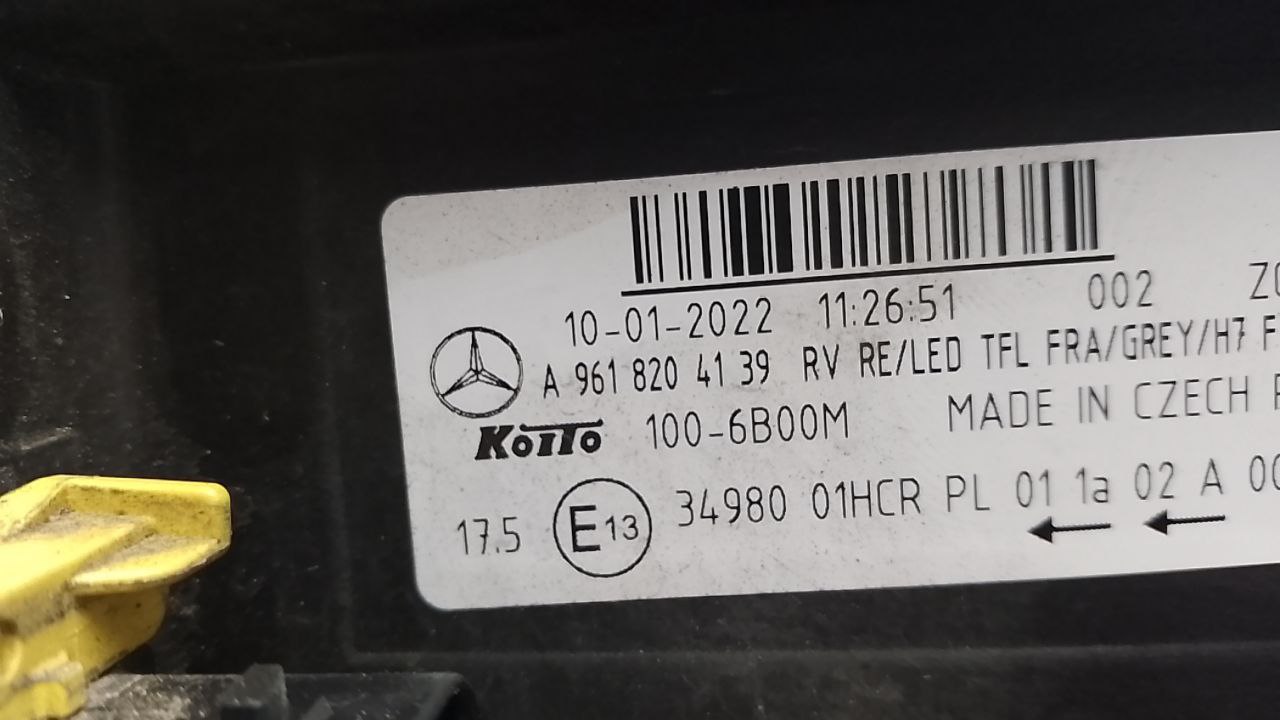 10-01-2022 11:26:51 002
A 961 820 41 39 RV RE/LED TFL FRA/GREY/H7
KOITO 100-6B00M MADE IN CZECH
17.5 E13 34980 01HCR PL 01 1a 02 A